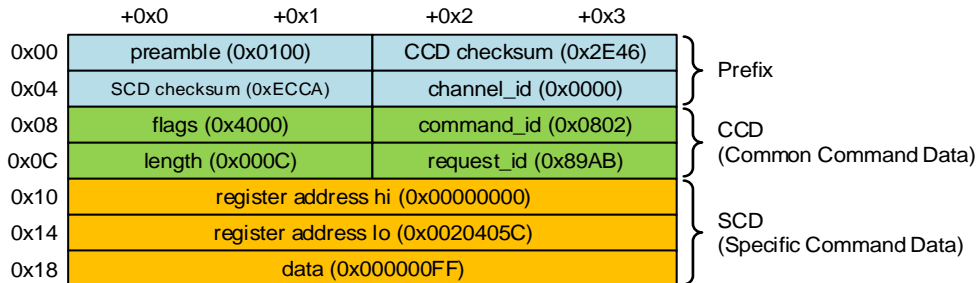 +0x0 +0x1 +0x2 +0x3
0x00 preamble (0x0100) CCD checksum (0x2E46)
Prefix
0x04 SCD checksum (0xECCA) channel_id (0x0000)
0x08 flags (0x4000) command_id (0x0802)
CCD
(Common Command Data)
0x0C length (0x000C) request_id (0x89AB)
0x10 register address hi (0x00000000)
0x14 register address lo (0x0020405C)
SCD
(Specific Command Data)
0x18 data (0x000000FF)